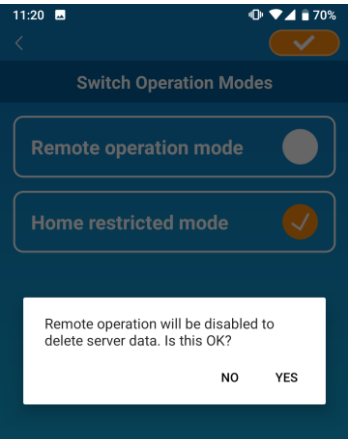 11:20 70%
Switch Operation Modes
Remote operation mode
Home restricted mode
Remote operation will be disabled to
delete server data. Is this OK?
NO YES